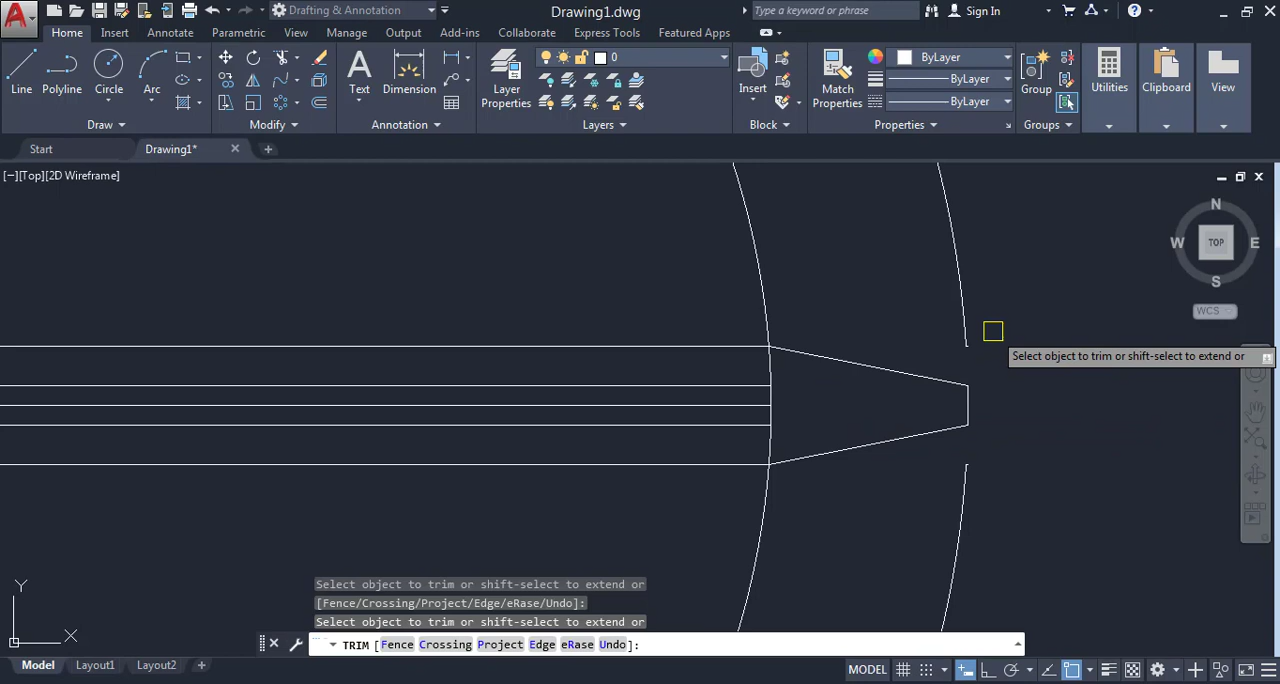 Drafting & Annotation
Drawing1.dwg
Type a keyword or phrase
Sign In
Home Insert Annotate Parametric View Manage Output Add-ins Collaborate Express Tools Featured Apps
Line Polyline Circle Arc
Text Dimension
Layer
Properties
0
Insert
Match
Properties
ByLayer
ByLayer
ByLayer
Group
Utilities
Clipboard
View
Draw Modify Annotation Layers Block Properties Groups
Start Drawing1*
[−][Top][2D Wireframe]
N
W TOP E
S
WCS
Select object to trim or shift-select to extend or
Select object to trim or shift-select to extend or
[Fence/Crossing/Project/Edge/eRase/Undo]:
Select object to trim or shift-select to extend or
TRIM [Fence Crossing Project Edge eRase Undo]:
Y
X
Model Layout1 Layout2
MODEL